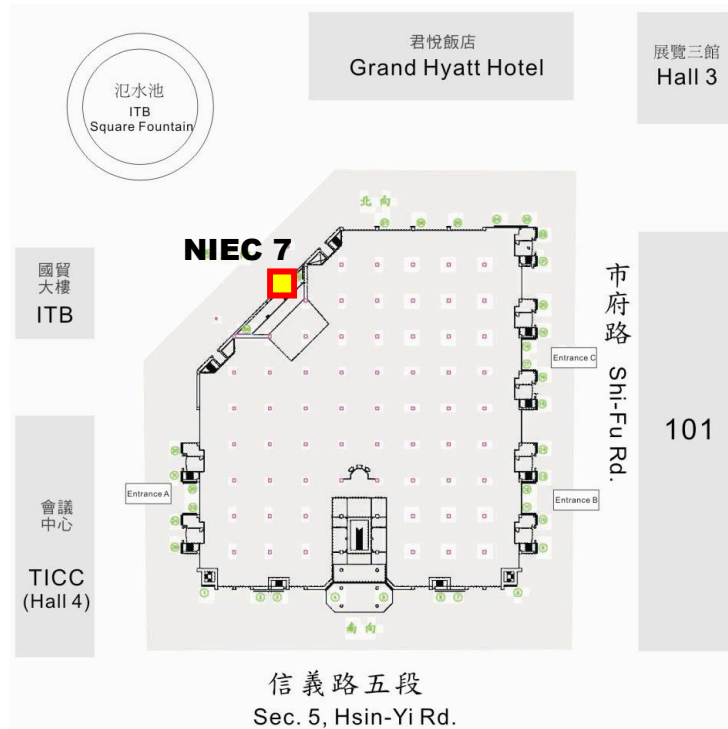 君悅飯店
Grand Hyatt Hotel
展覽三館
Hall 3
氾水池
ITB
Square Fountain
北向
NIEC 7
國貿
大樓
ITB
市府路 Shi-Fu Rd.
Entrance C
101
Entrance A
Entrance B
會議
中心
TICC
(Hall 4)
南向
信義路五段
Sec. 5, Hsin-Yi Rd.